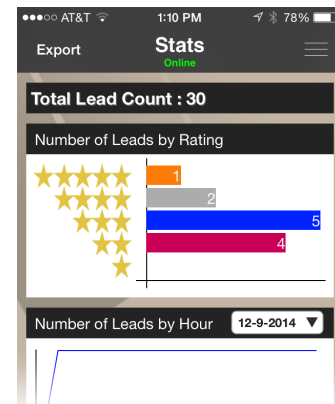 AT&T 1:10 PM 78%
Export Stats
Online
Total Lead Count : 30
Number of Leads by Rating
1
2
5
4
Number of Leads by Hour 12-9-2014